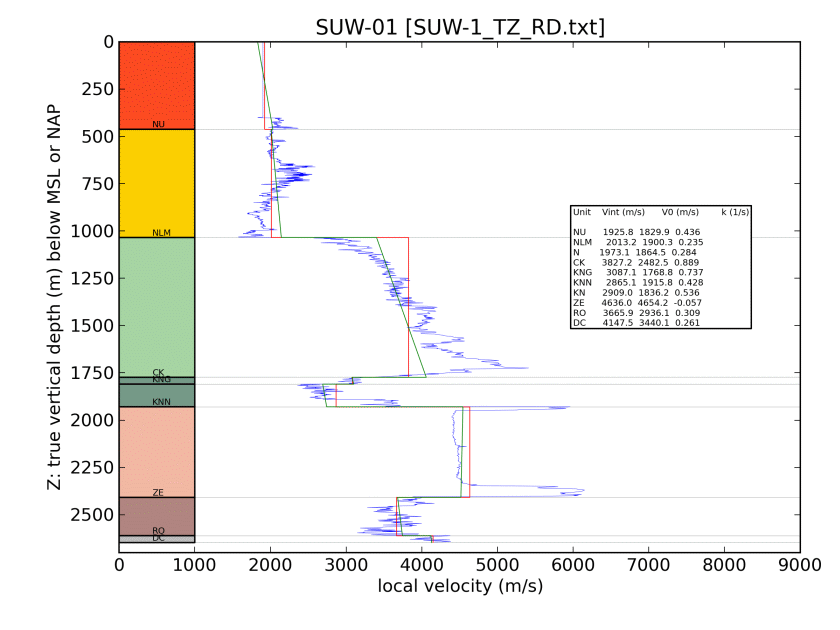 SUW-01 [SUW-1_TZ_RD.txt]
Z: true vertical depth (m) below MSL or NAP
0
250
500
750
1000
1250
1500
1750
2000
2250
2500
NU
NLM
CK
KNG
KNN
ZE
RO
DC
Unit Vint (m/s) V0 (m/s) k (1/s)
NU 1925.8 1829.9 0.436
NLM 2013.2 1900.3 0.235
N 1973.1 1864.5 0.284
CK 3827.2 2482.5 0.889
KNG 3087.1 1768.8 0.737
KNN 2865.1 1915.8 0.428
KN 2909.0 1836.2 0.536
ZE 4636.0 4654.2 -0.057
RO 3665.9 2936.1 0.309
DC 4147.5 3440.1 0.261
0 1000 2000 3000 4000 5000 6000 7000 8000 9000
local velocity (m/s)